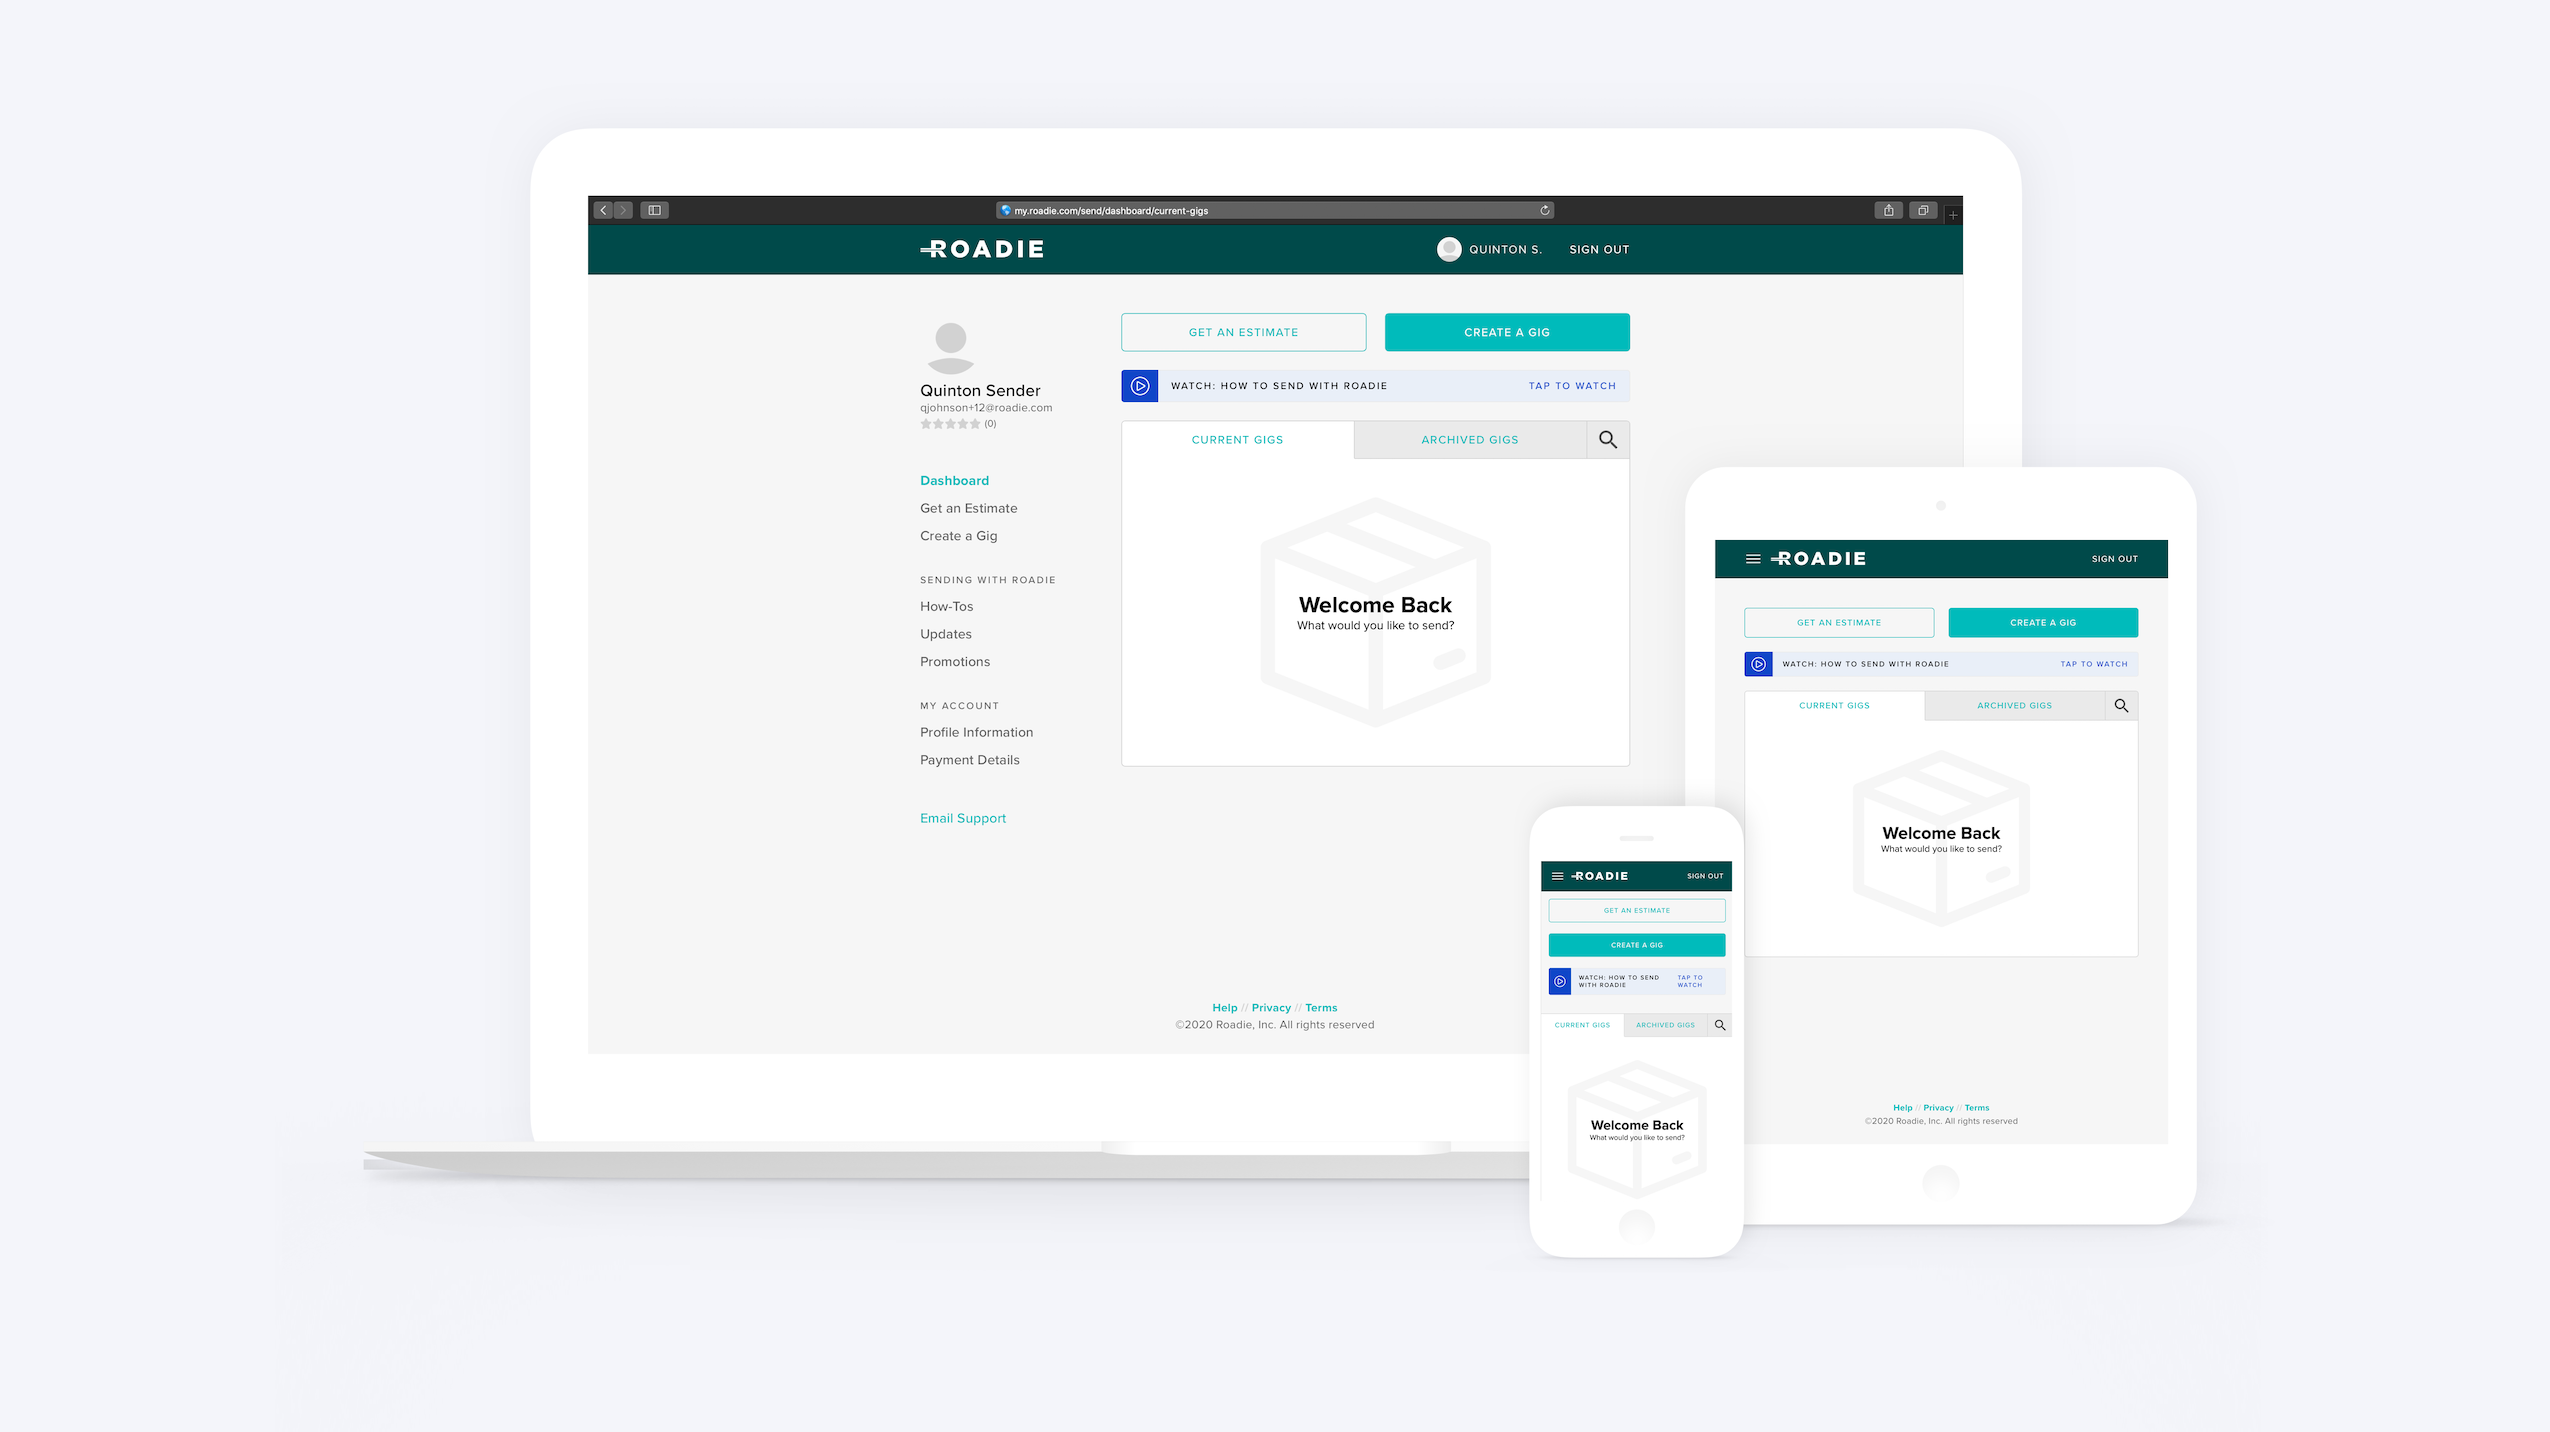 my.roadie.com/send/dashboard/current-gigs
ROADIE
QUINTON S.
SIGN OUT
Quinton Sender
qjohnson+12@roadie.com
(0)
Dashboard
Get an Estimate
Create a Gig
SENDING WITH ROADIE
How-Tos
Updates
Promotions
MY ACCOUNT
Profile Information
Payment Details
Email Support
GET AN ESTIMATE
CREATE A GIG
WATCH: HOW TO SEND WITH ROADIE
TAP TO WATCH
CURRENT GIGS
ARCHIVED GIGS
Welcome Back
What would you like to send?
Help // Privacy // Terms
©2020 Roadie, Inc. All rights reserved
ROADIE
SIGN OUT
GET AN ESTIMATE
CREATE A GIG
WATCH: HOW TO SEND
WITH ROADIE
TAP TO
WATCH
CURRENT GIGS
ARCHIVED GIGS
Welcome Back
What would you like to send?
ROADIE
SIGN OUT
GET AN ESTIMATE
CREATE A GIG
WATCH: HOW TO SEND WITH ROADIE
TAP TO WATCH
CURRENT GIGS
ARCHIVED GIGS
Welcome Back
What would you like to send?
Help // Privacy // Terms
©2020 Roadie, Inc. All rights reserved